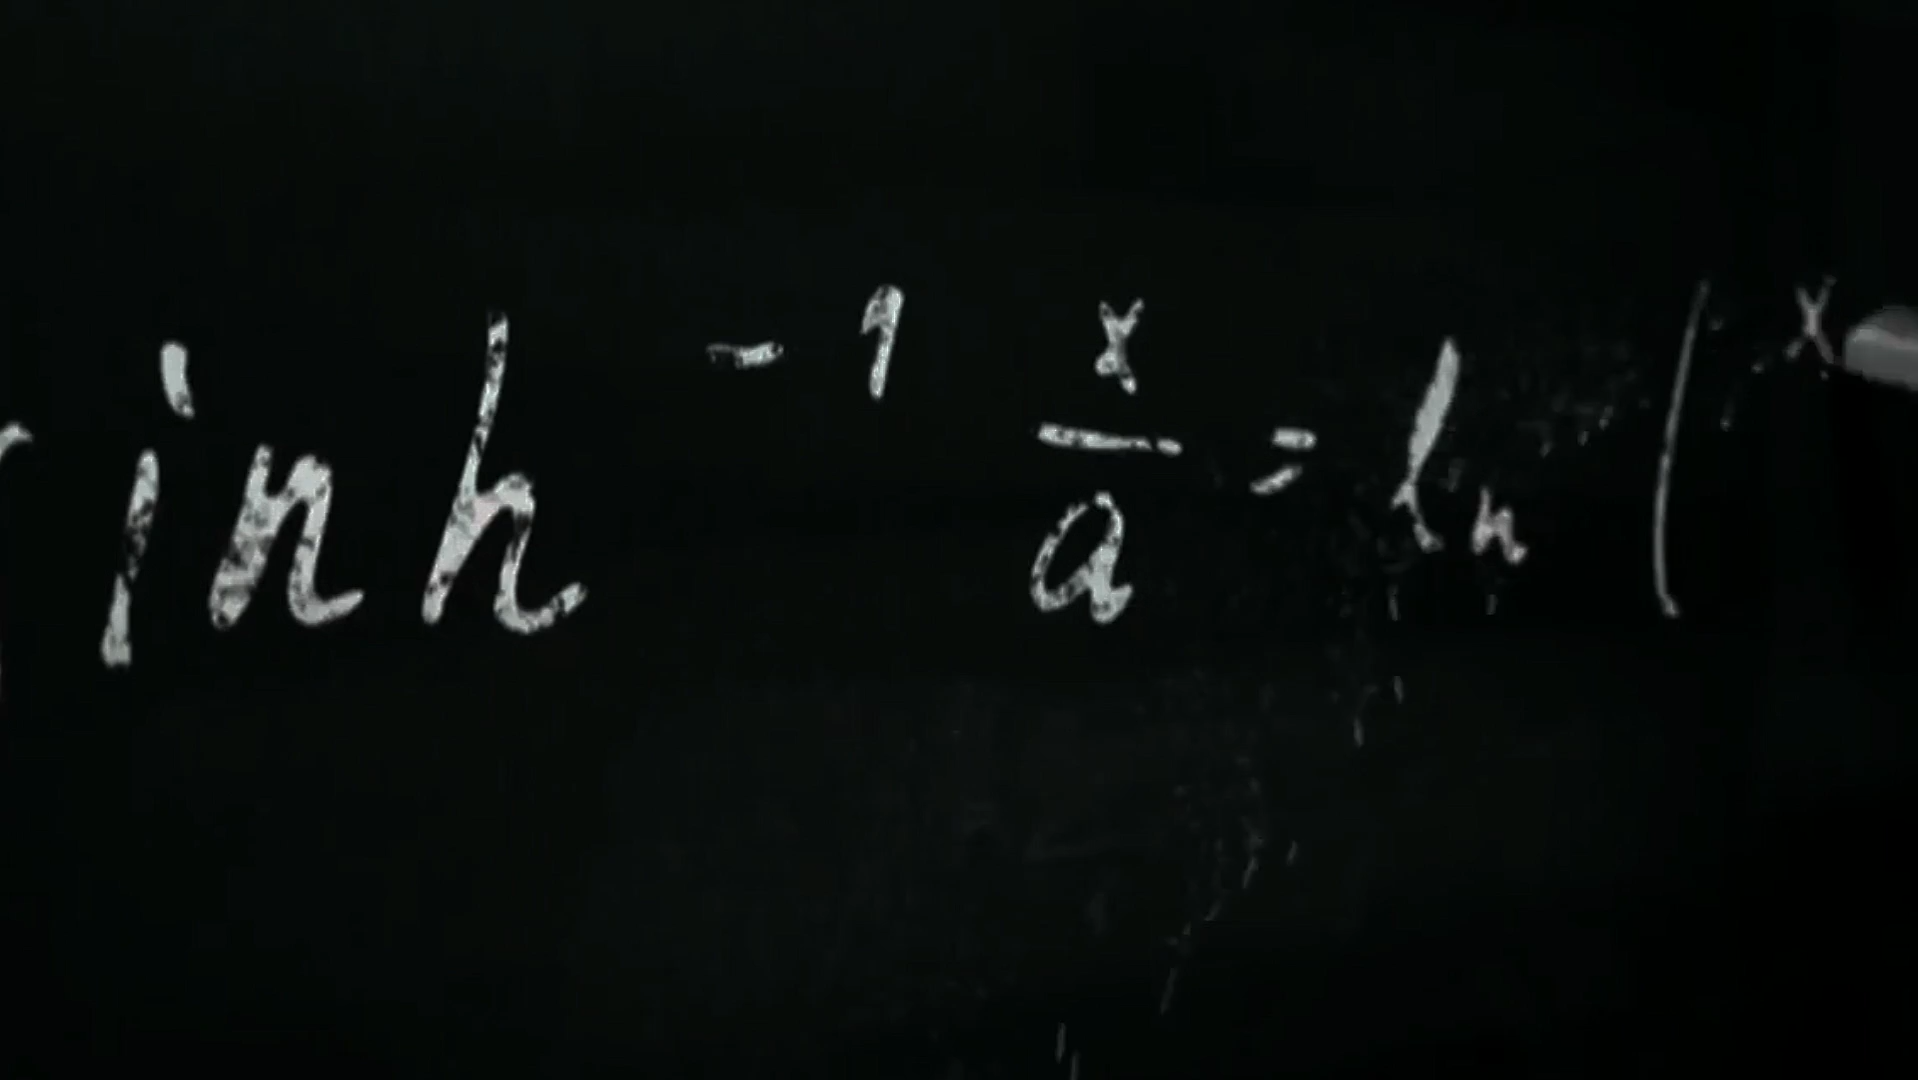 inh⁻¹ x/a = ln(x